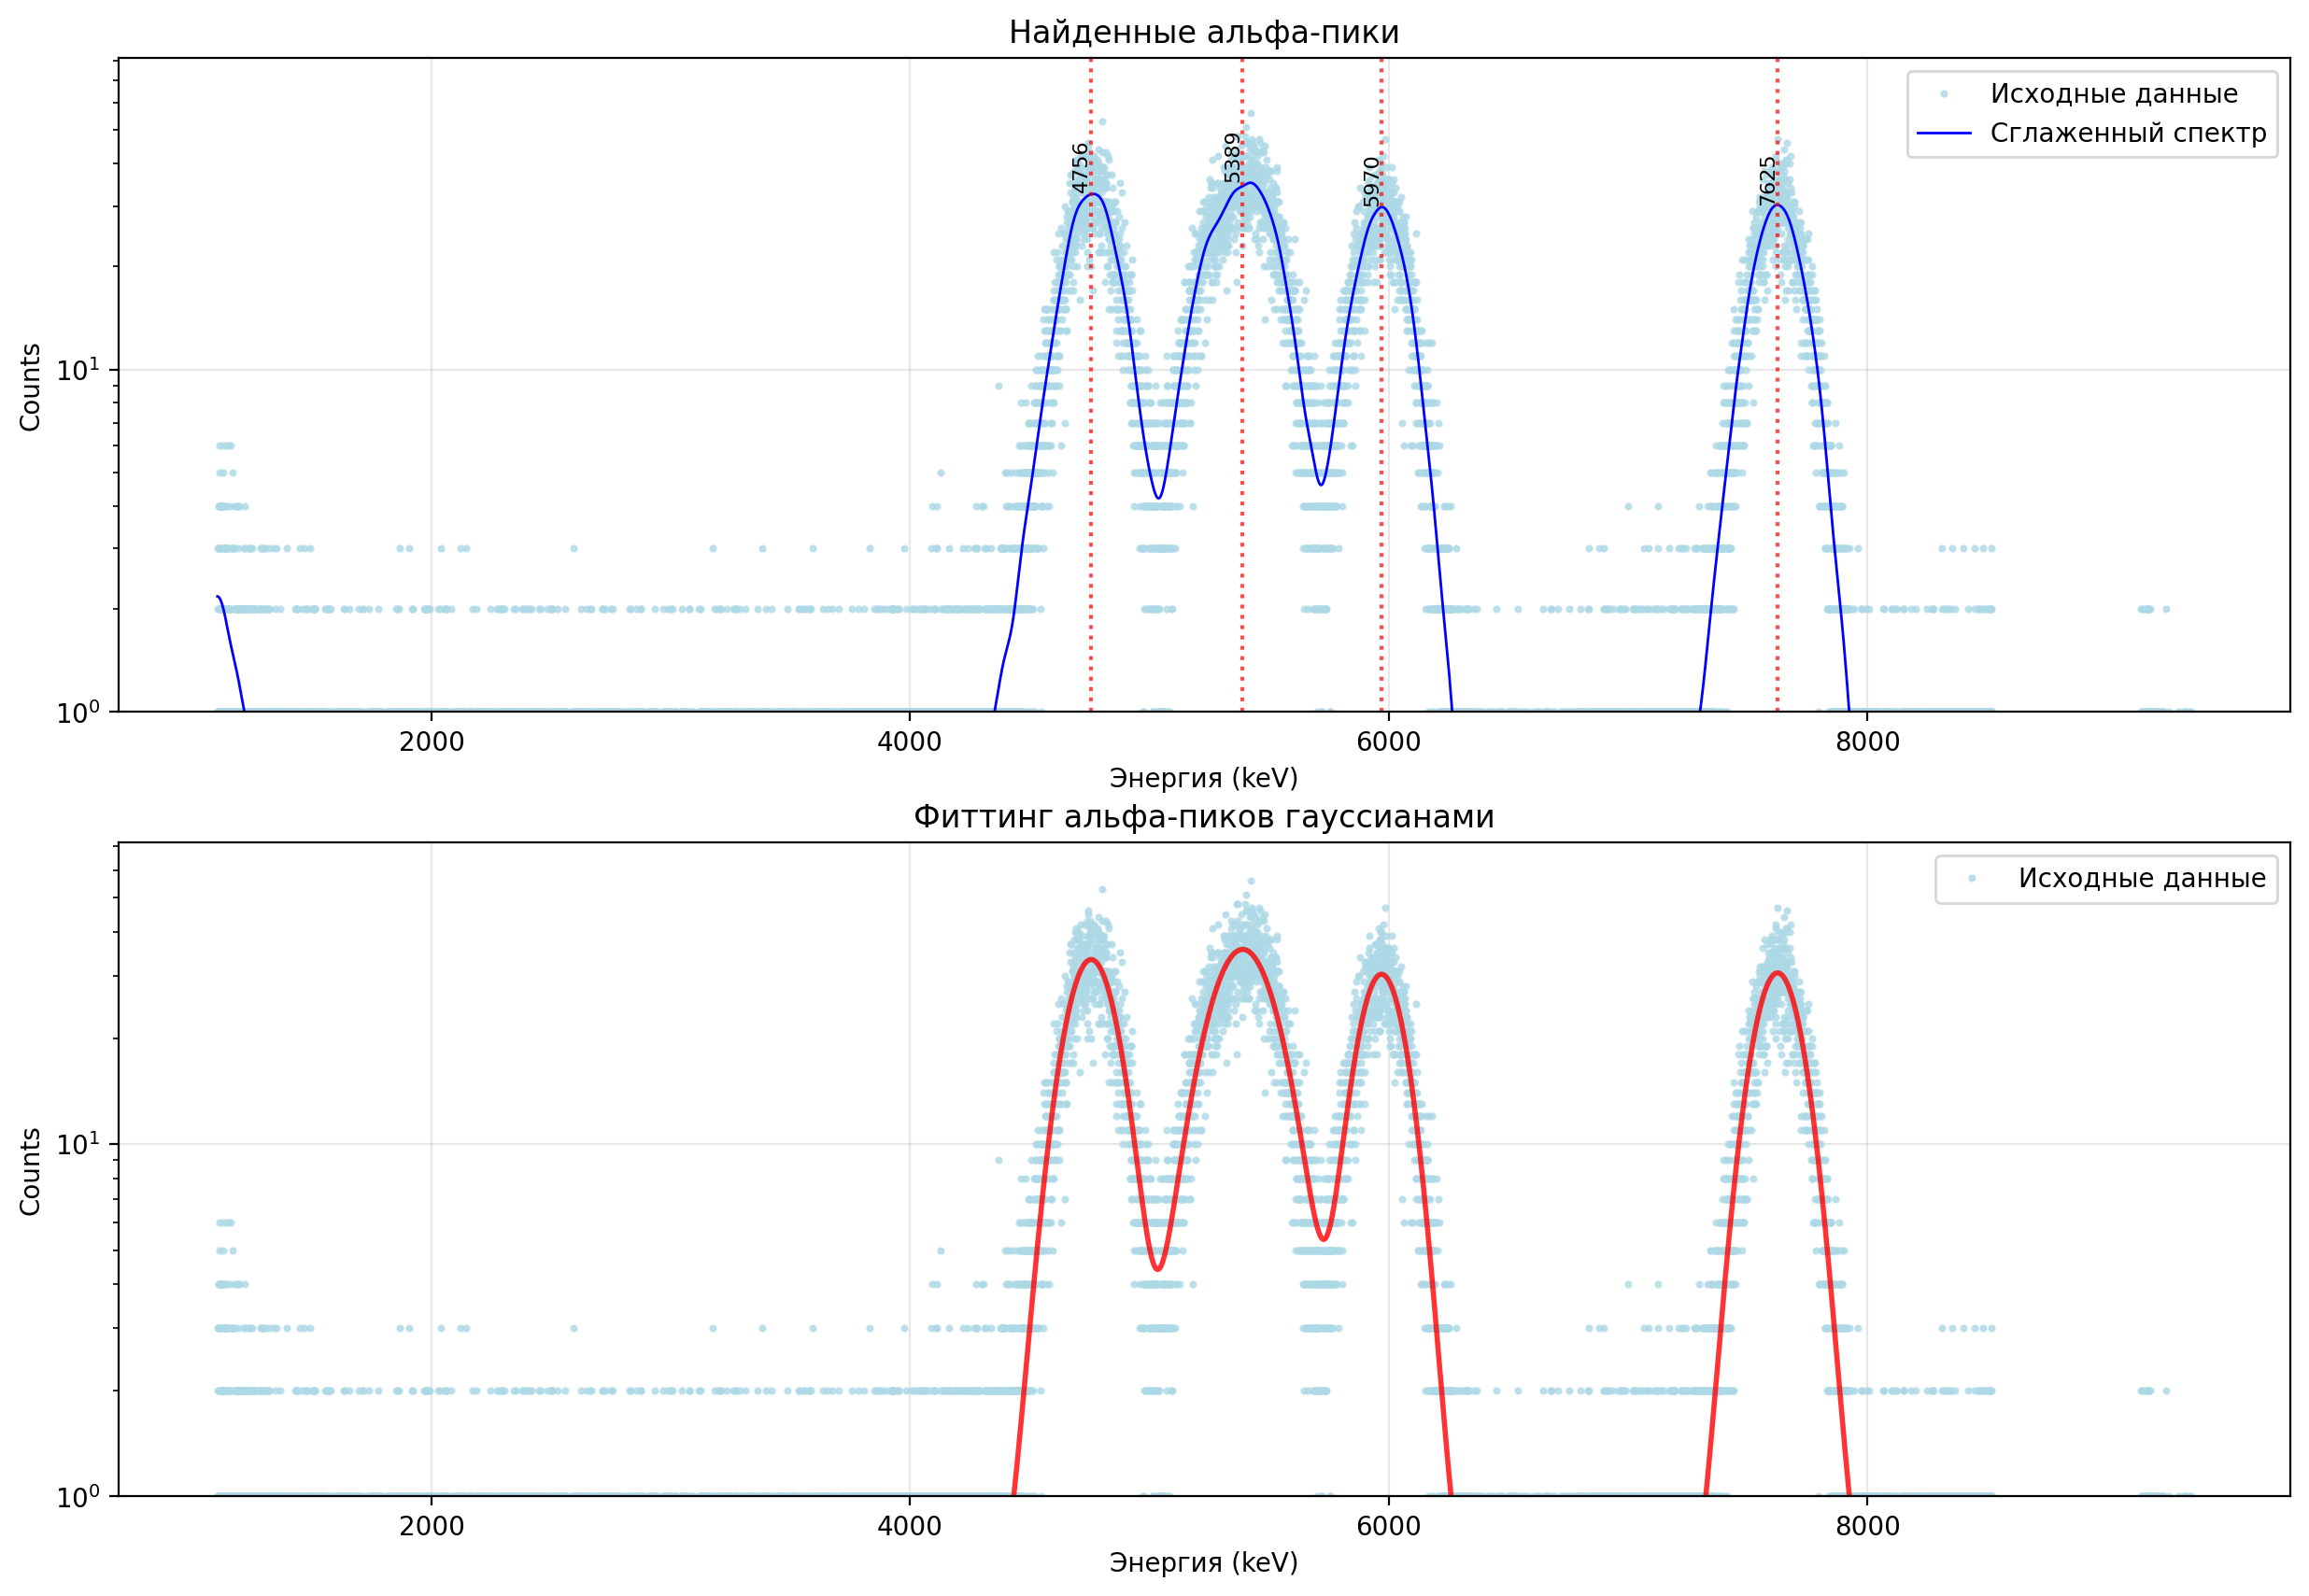 Найденные альфа-пики
Исходные данные
Сглаженный спектр
4756
5389
5970
7625
Counts
10¹
10⁰
2000
4000
6000
8000
Энергия (keV)
Фиттинг альфа-пиков гауссианами
Исходные данные
Counts
10¹
10⁰
2000
4000
6000
8000
Энергия (keV)